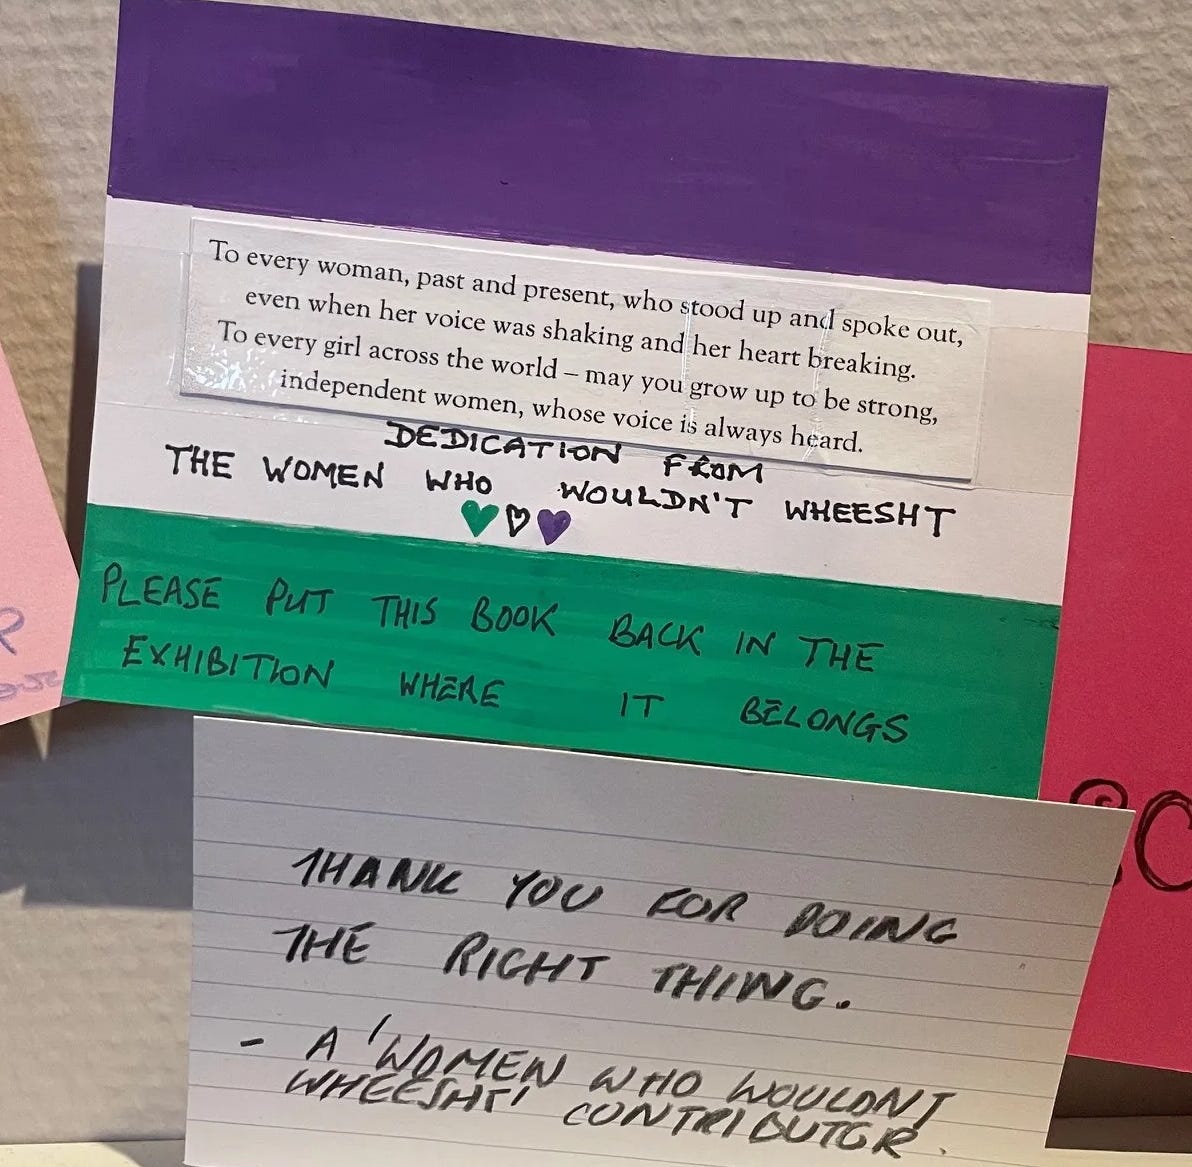 To every woman, past and present, who stood up and spoke out,
even when her voice was shaking and her heart breaking.
To every girl across the world – may you grow up to be strong,
independent women, whose voice is always heard.
DEDICATION FROM
THE WOMEN WHO WOULDN'T WHEESHT
PLEASE PUT THIS BOOK BACK IN THE
EXHIBITION WHERE IT BELONGS
THANK YOU FOR DOING
THE RIGHT THING.
- A 'WOMEN WHO WOULDNT
WHEESHT' CONTRIBUTOR.